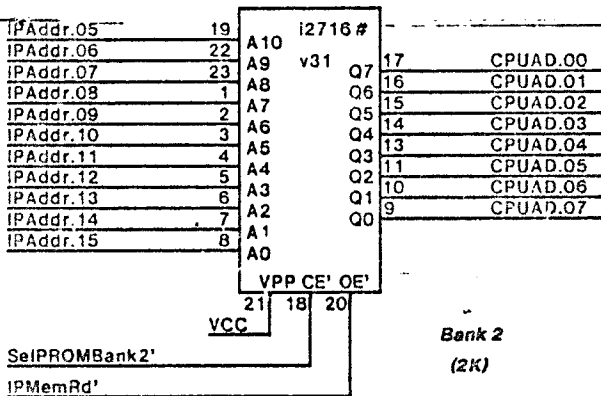 IPAddr.05 19 A10 i2716 #
IPAddr.06 22 A9 v31 Q7 17 CPUAD.00
IPAddr.07 23 A8 Q6 16 CPUAD.01
IPAddr.08 1 A7 Q5 15 CPUAD.02
IPAddr.09 2 A6 Q4 14 CPUAD.03
IPAddr.10 3 A5 Q3 13 CPUAD.04
IPAddr.11 4 A4 Q2 11 CPUAD.05
IPAddr.12 5 A3 Q1 10 CPUAD.06
IPAddr.13 6 A2 Q0 9 CPUAD.07
IPAddr.14 7 A1
IPAddr.15 8 A0
VPP CE' OE'
21 18 20
VCC
SelPROMBank2'
IPMemRd'
Bank 2
(2K)